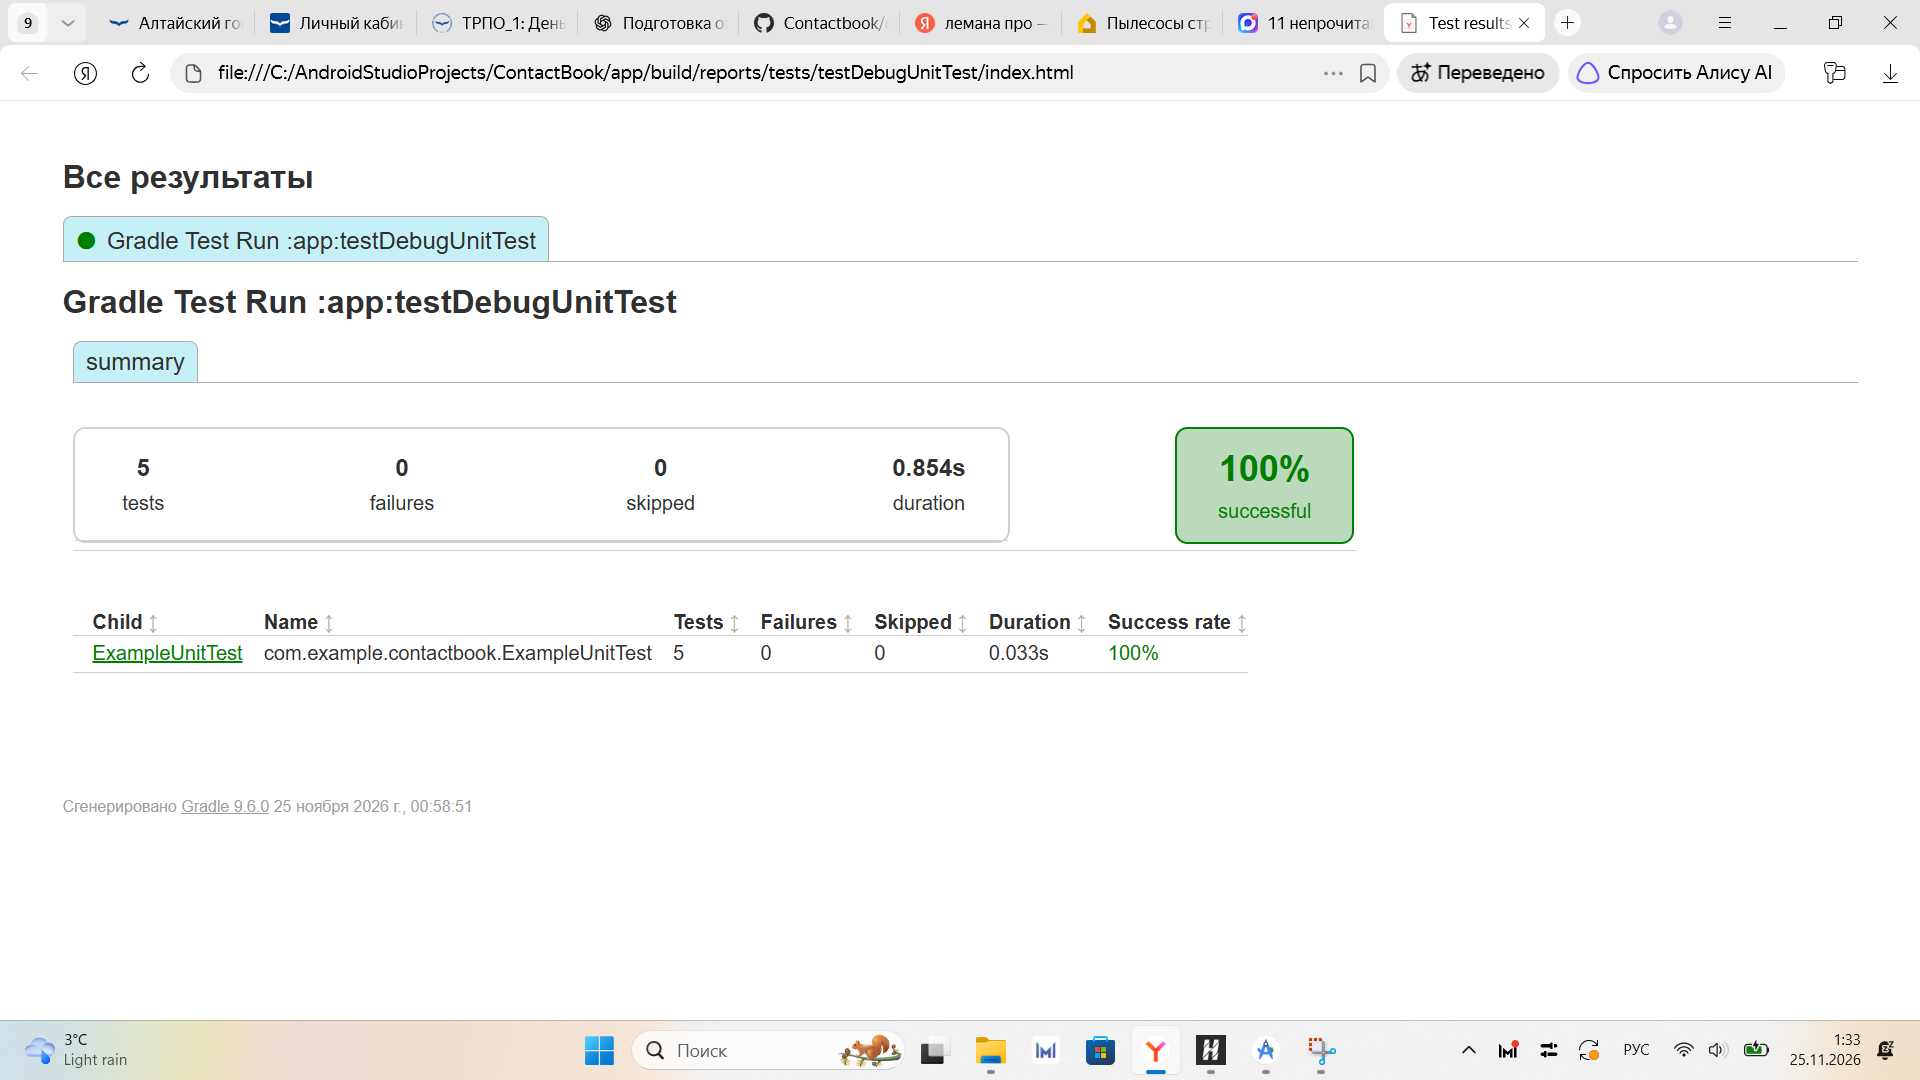 9
Алтайский го
Личный каби
ТРПО_1: День
Подготовка о
Contactbook/
лемана про —
Пылесосы стр
11 непрочита
Test results
Я
file:///C:/AndroidStudioProjects/ContactBook/app/build/reports/tests/testDebugUnitTest/index.html
Переведено
Спросить Алису AI
Все результаты
Gradle Test Run :app:testDebugUnitTest
Gradle Test Run :app:testDebugUnitTest
summary
5 0 0 0.854s
tests failures skipped duration
100%
successful
Child Name Tests Failures Skipped Duration Success rate
ExampleUnitTest com.example.contactbook.ExampleUnitTest 5 0 0 0.033s 100%
Сгенерировано Gradle 9.6.0 25 ноября 2026 г., 00:58:51
3°C
Light rain
Поиск
РУС
1:33
25.11.2026